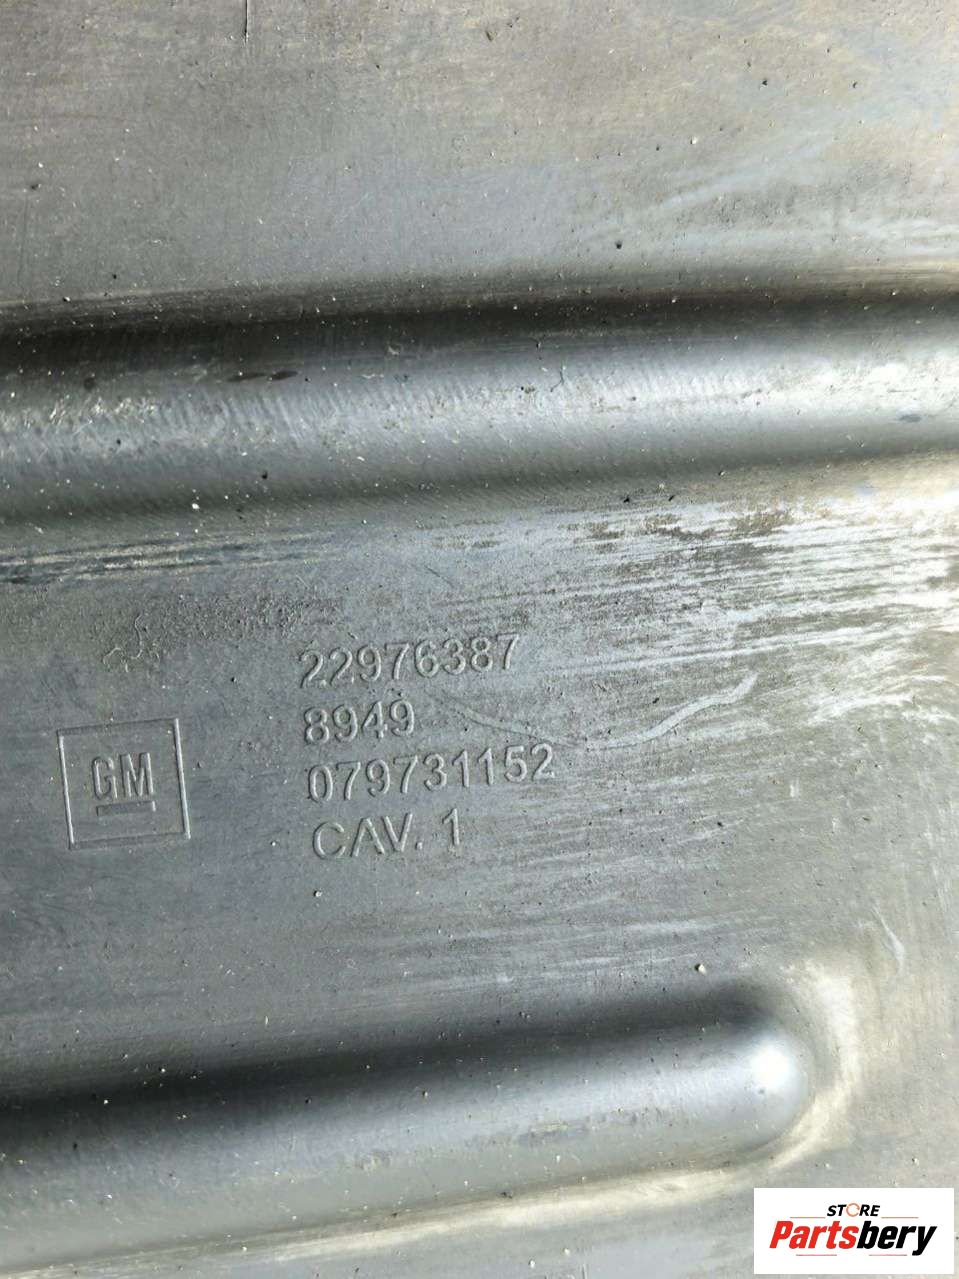 22976387
8949
079731152
CAV. 1
GM
STORE
Partsbery